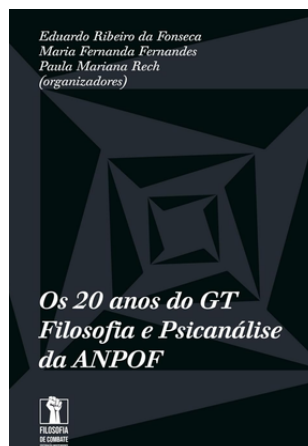 Eduardo Ribeiro da Fonseca
Maria Fernanda Fernandes
Paula Mariana Rech
(organizadores)
Os 20 anos do GT
Filosofia e Psicanálise
da ANPOF
FILOSOFIA
DE COMBATE